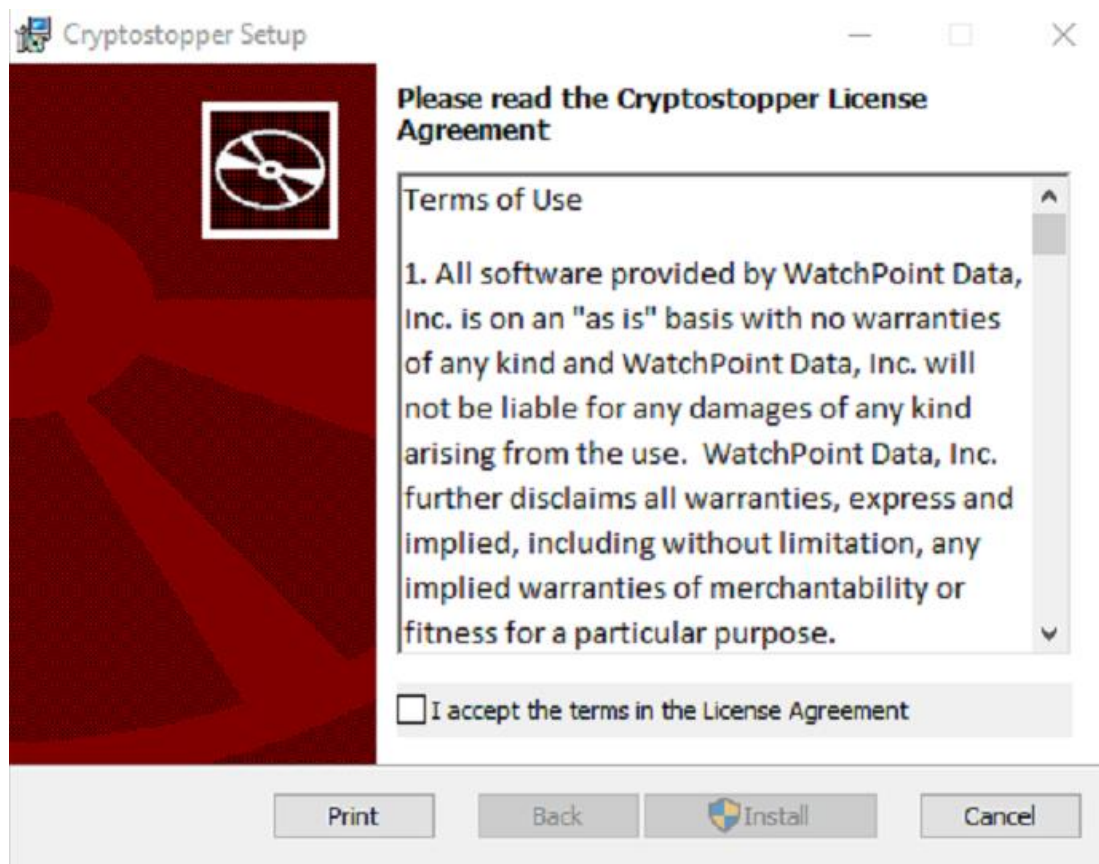 Cryptostopper Setup
Please read the Cryptostopper License
Agreement
Terms of Use
1. All software provided by WatchPoint Data,
Inc. is on an "as is" basis with no warranties
of any kind and WatchPoint Data, Inc. will
not be liable for any damages of any kind
arising from the use.  WatchPoint Data, Inc.
further disclaims all warranties, express and
implied, including without limitation, any
implied warranties of merchantability or
fitness for a particular purpose.
I accept the terms in the License Agreement
Print Back Install Cancel